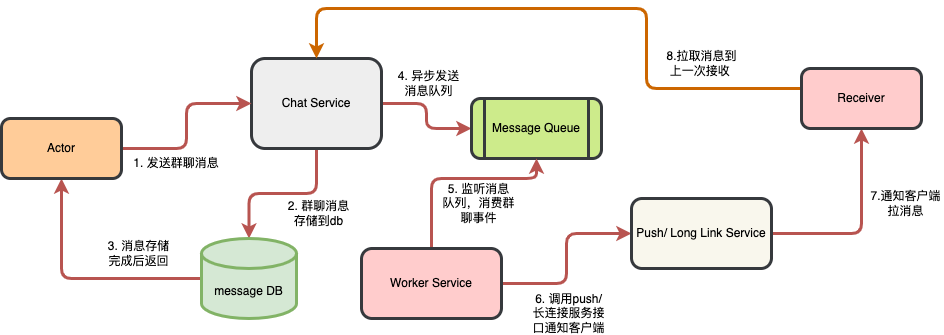 8.拉取消息到
上一次接收
Chat Service
4. 异步发送
消息队列
Receiver
Message Queue
Actor
1. 发送群聊消息
2. 群聊消息
存储到db
5. 监听消息
队列，消费群
聊事件
7.通知客户端
拉消息
Push/ Long Link Service
3. 消息存储
完成后返回
message DB
Worker Service
6. 调用push/
长连接服务接
口通知客户端